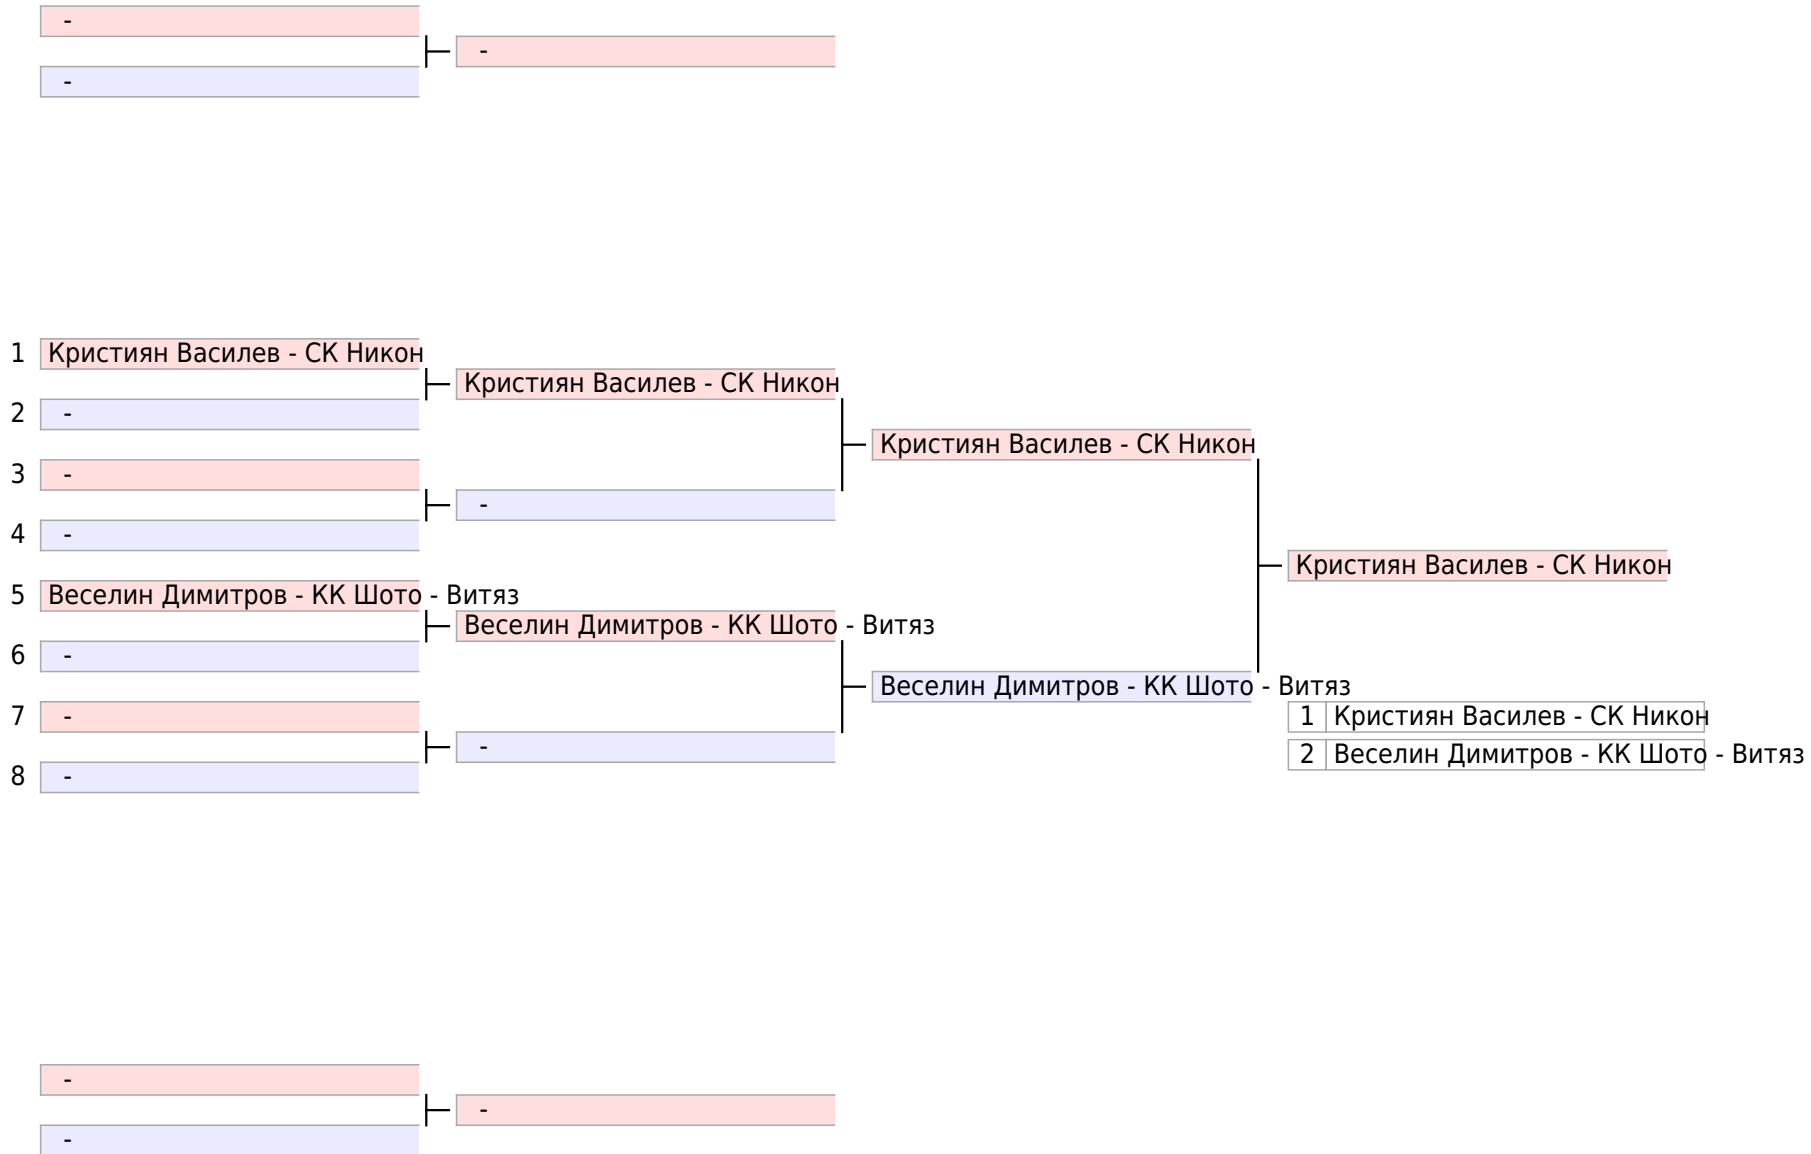 -
-
-
1 Кристиян Василев - СК Никон
Кристиян Василев - СК Никон
2 -
Кристиян Василев - СК Никон
3 -
-
4 -
Кристиян Василев - СК Никон
5 Веселин Димитров - КК Шото - Витяз
Веселин Димитров - КК Шото - Витяз
6 -
Веселин Димитров - КК Шото - Витяз
7 -
1 Кристиян Василев - СК Никон
-
2 Веселин Димитров - КК Шото - Витяз
8 -
-
-
-